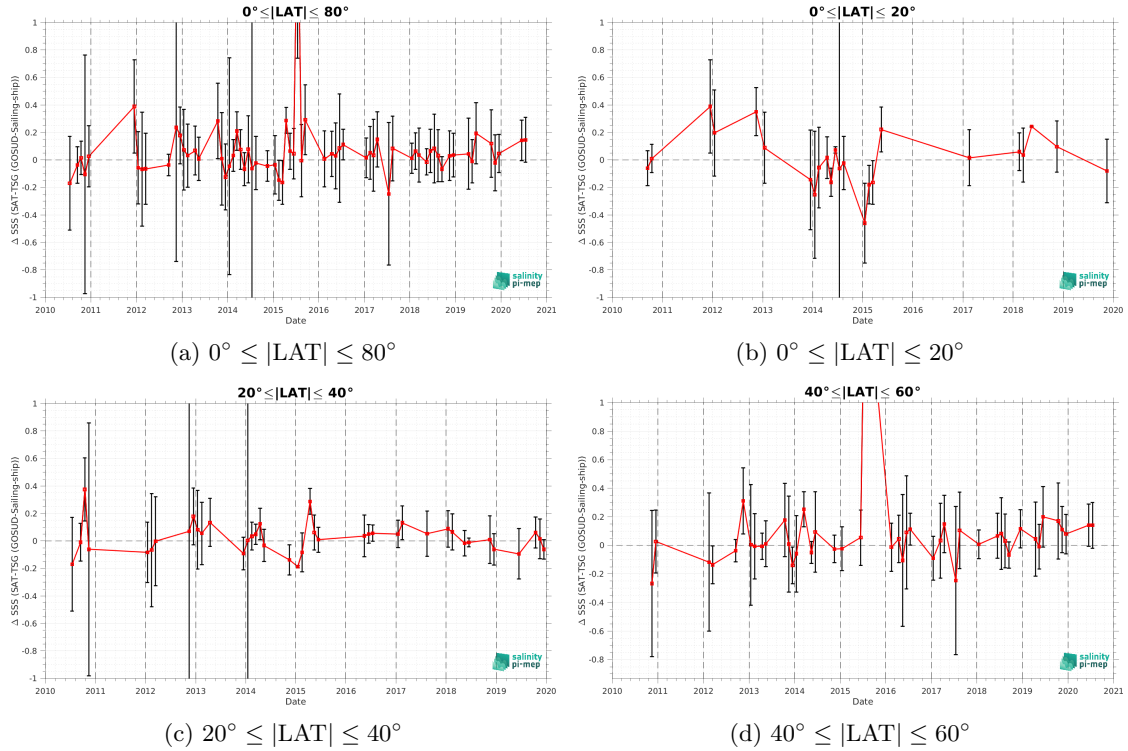 0°≤|LAT|≤ 80°
1
0.8
0.6
0.4
0.2
0
-0.2
-0.4
-0.6
-0.8
-1
Δ SSS (SAT-TSG (GOSUD-Sailing-ship))
salinity
pi-mep
2010 2011 2012 2013 2014 2015 2016 2017 2018 2019 2020 2021
Date
(a) 0° ≤ |LAT| ≤ 80°
0°≤|LAT|≤ 20°
1
0.8
0.6
0.4
0.2
0
-0.2
-0.4
-0.6
-0.8
-1
Δ SSS (SAT-TSG (GOSUD-Sailing-ship))
salinity
pi-mep
2010 2011 2012 2013 2014 2015 2016 2017 2018 2019 2020
Date
(b) 0° ≤ |LAT| ≤ 20°
20°≤|LAT|≤ 40°
1
0.8
0.6
0.4
0.2
0
-0.2
-0.4
-0.6
-0.8
-1
Δ SSS (SAT-TSG (GOSUD-Sailing-ship))
salinity
pi-mep
2010 2011 2012 2013 2014 2015 2016 2017 2018 2019 2020
Date
(c) 20° ≤ |LAT| ≤ 40°
40°≤|LAT|≤ 60°
1
0.8
0.6
0.4
0.2
0
-0.2
-0.4
-0.6
-0.8
Δ SSS (SAT-TSG (GOSUD-Sailing-ship))
salinity
pi-mep
2010 2011 2012 2013 2014 2015 2016 2017 2018 2019 2020 2021
Date
(d) 40° ≤ |LAT| ≤ 60°